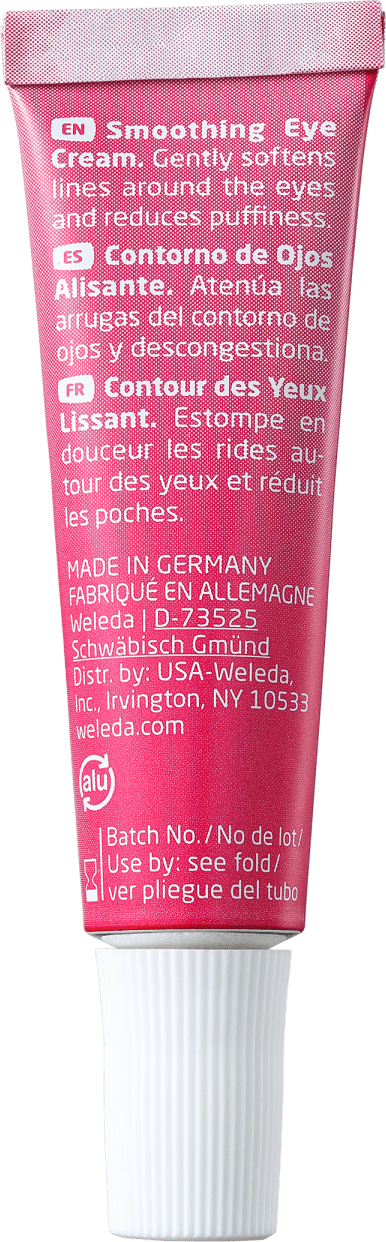 EN Smoothing Eye
Cream. Gently softens
lines around the eyes
and reduces puffiness.
ES Contorno de Ojos
Alisante. Atenúa las
arrugas del contorno de
ojos y descongestiona.
FR Contour des Yeux
Lissant. Estompe en
douceur les rides au-
tour des yeux et réduit
les poches.
MADE IN GERMANY
FABRIQUÉ EN ALLEMAGNE
Weleda | D-73525
Schwäbisch Gmünd
Distr. by: USA-Weleda,
Inc., Irvington, NY 10533
weleda.com
alu
Batch No./No de lot/
Use by: see fold/
ver pliegue del tubo